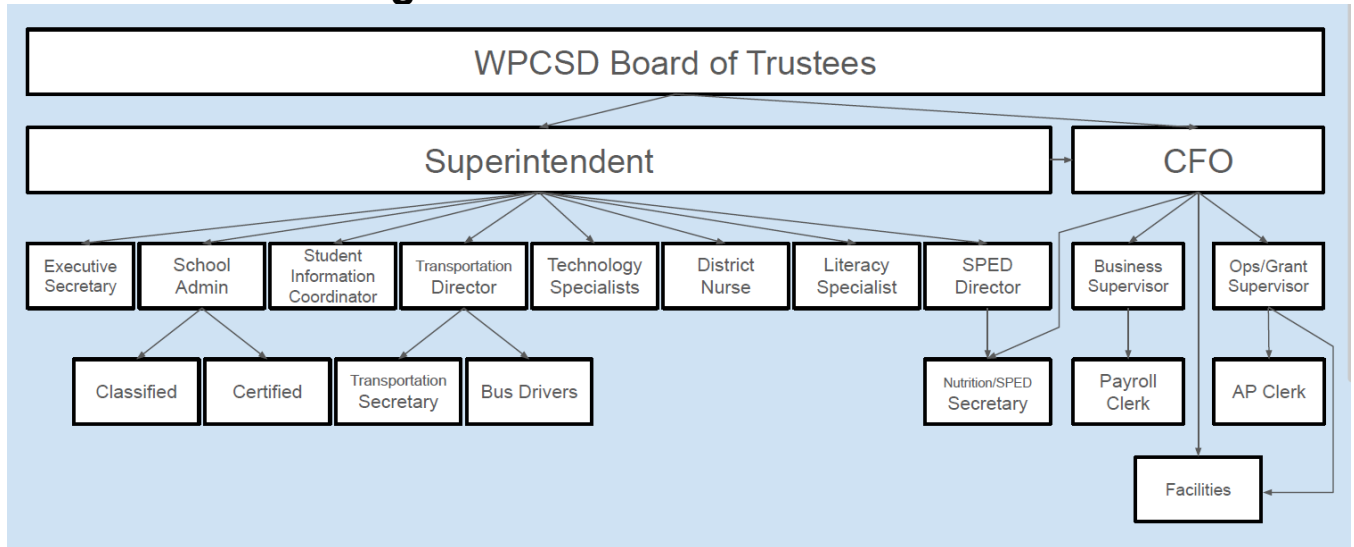 WPCSD Board of Trustees
Superintendent
CFO
Executive
Secretary
School
Admin
Student
Information
Coordinator
Transportation
Director
Technology
Specialists
District
Nurse
Literacy
Specialist
SPED
Director
Business
Supervisor
Ops/Grant
Supervisor
Classified
Certified
Transportation
Secretary
Bus Drivers
Nutrition/SPED
Secretary
Payroll
Clerk
AP Clerk
Facilities